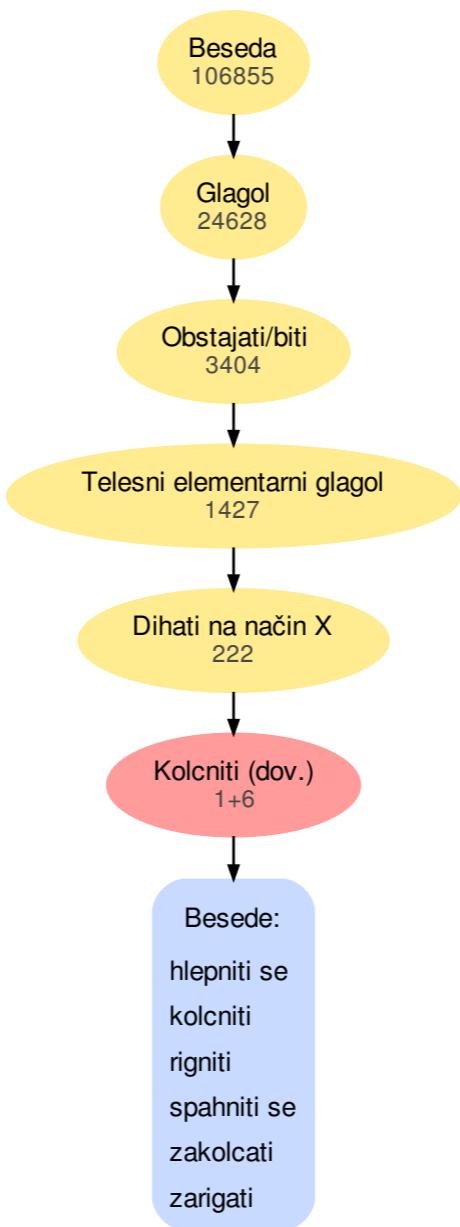 Beseda
106855
Glagol
24628
Obstajati/biti
3404
Telesni elementarni glagol
1427
Dihati na način X
222
Kolcniti (dov.)
1+6
Besede:
hlepniti se
kolcniti
rigniti
spahniti se
zakolcati
zarigati